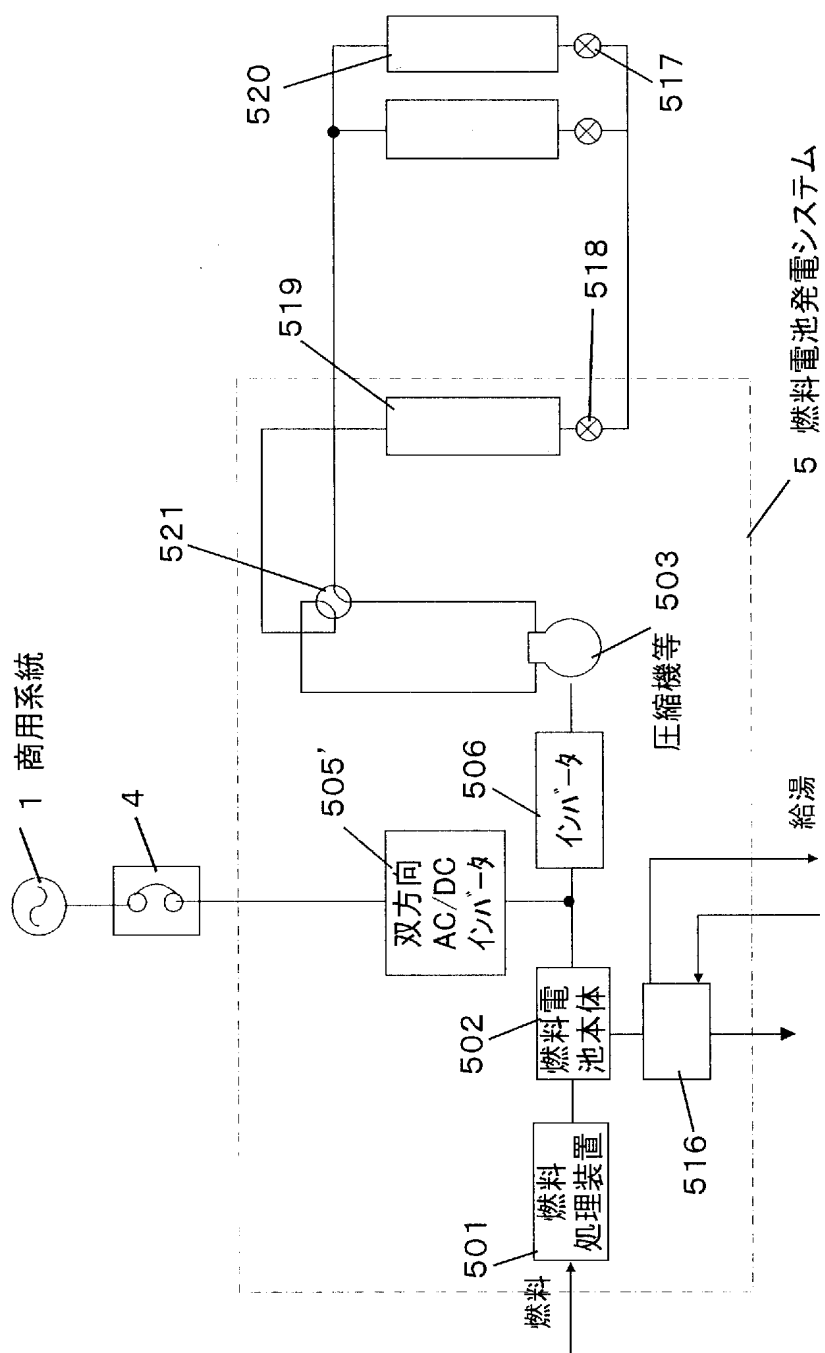 1 商用系統
4
505'
双方向
AC/DC
インバータ
521
519
520
517
518
506
インバータ
圧縮機等 503
502
燃料電
池本体
501
燃料
処理装置
燃料
516
給湯
5 燃料電池発電システム